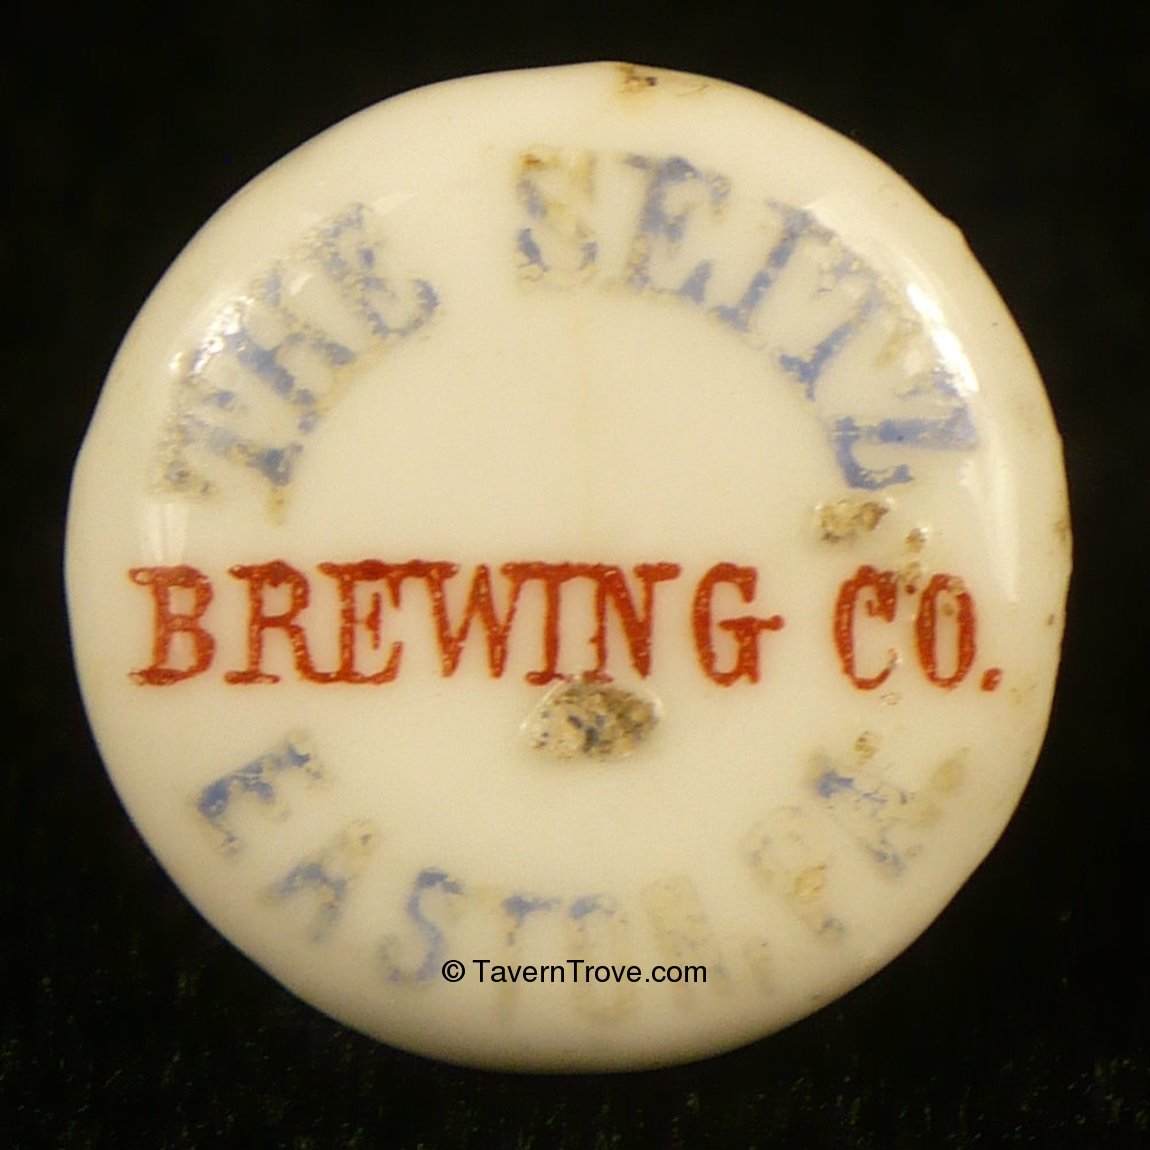 THE SEITZ
BREWING CO.
EASTON, PA.
© TavernTrove.com